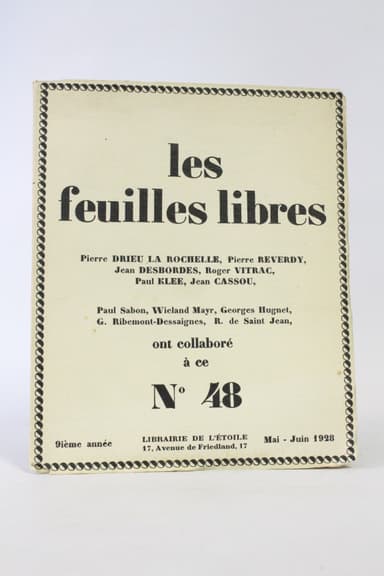 les
feuilles libres
Pierre DRIEU LA ROCHELLE, Pierre REVERDY,
Jean DESBORDES, Roger VITRAC,
Paul KLEE, Jean CASSOU,
Paul Sabon, Wieland Mayr, Georges Hugnet,
G. Ribemont-Dessaignes, R. de Saint Jean,
ont collaboré
à ce
N° 48
9ième année
LIBRAIRIE DE L'ÉTOILE
17, Avenue de Friedland, 17
Mai - Juin 1928